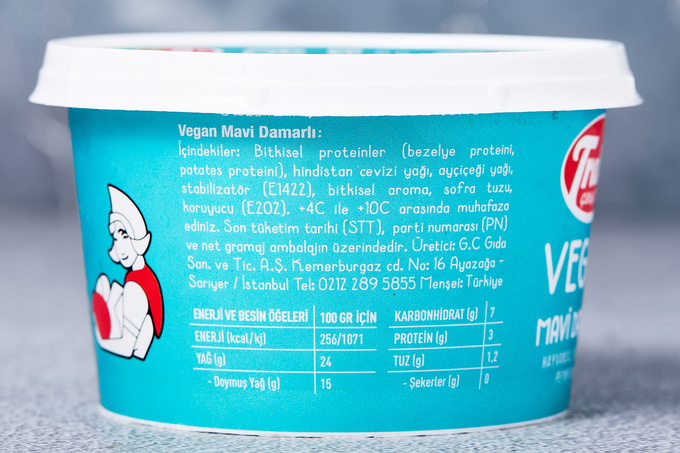 Vegan Mavi Damarlı:
İçindekiler: Bitkisel proteinler (bezelye proteini,
patates proteini), hindistan cevizi yağı, ayçiçeği yağı,
stabilizatör (E1422), bitkisel aroma, sofra tuzu,
koruyucu (E202). +4C ile +10C arasında muhafaza
ediniz. Son tüketim tarihi (STT), parti numarası (PN)
ve net gramaj ambalajın üzerindedir. Üretici: G.C Gıda
San. ve Tic. A.Ş. Kemerburgaz cd. No: 16 Ayazağa -
Sarıyer / İstanbul Tel: 0212 289 5855 Menşei: Türkiye
ENERJİ VE BESİN ÖĞELERİ 100 GR İÇİN KARBONHİDRAT (g) 7
ENERJİ (kcal/kj) 256/1071 PROTEİN (g) 3
YAĞ (g) 24 TUZ (g) 1,2
- Doymuş Yağ (g) 15 - Şekerler (g) 0
MAVİ